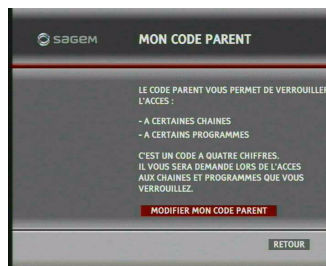 SAGEM
MON CODE PARENT
LE CODE PARENT VOUS PERMET DE VERROUILLER
L'ACCES :
- A CERTAINES CHAINES
- A CERTAINS PROGRAMMES
C'EST UN CODE A QUATRE CHIFFRES.
IL VOUS SERA DEMANDE LORS DE L'ACCES
AUX CHAINES ET PROGRAMMES QUE VOUS
VERROUILLEZ.
MODIFIER MON CODE PARENT
RETOUR